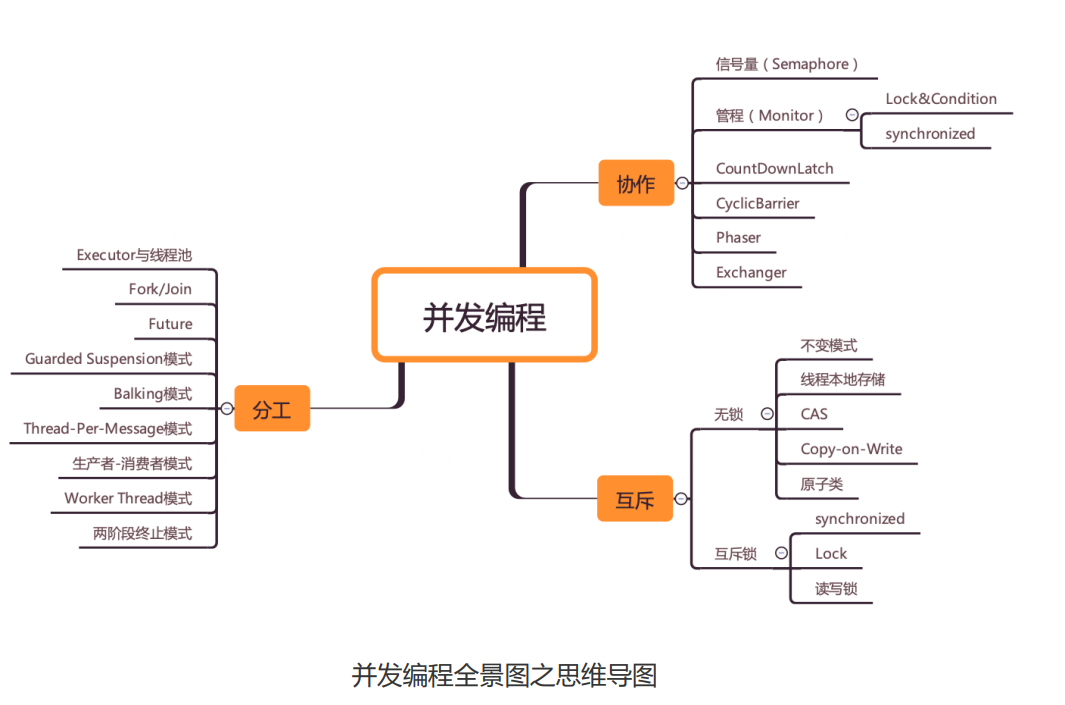 并发编程
协作
信号量（Semaphore）
管程（Monitor）
Lock&Condition
synchronized
CountDownLatch
CyclicBarrier
Phaser
Exchanger
分工
Executor与线程池
Fork/Join
Future
Guarded Suspension模式
Balking模式
Thread-Per-Message模式
生产者-消费者模式
Worker Thread模式
两阶段终止模式
互斥
无锁
不变模式
线程本地存储
CAS
Copy-on-Write
原子类
互斥锁
synchronized
Lock
读写锁
并发编程全景图之思维导图